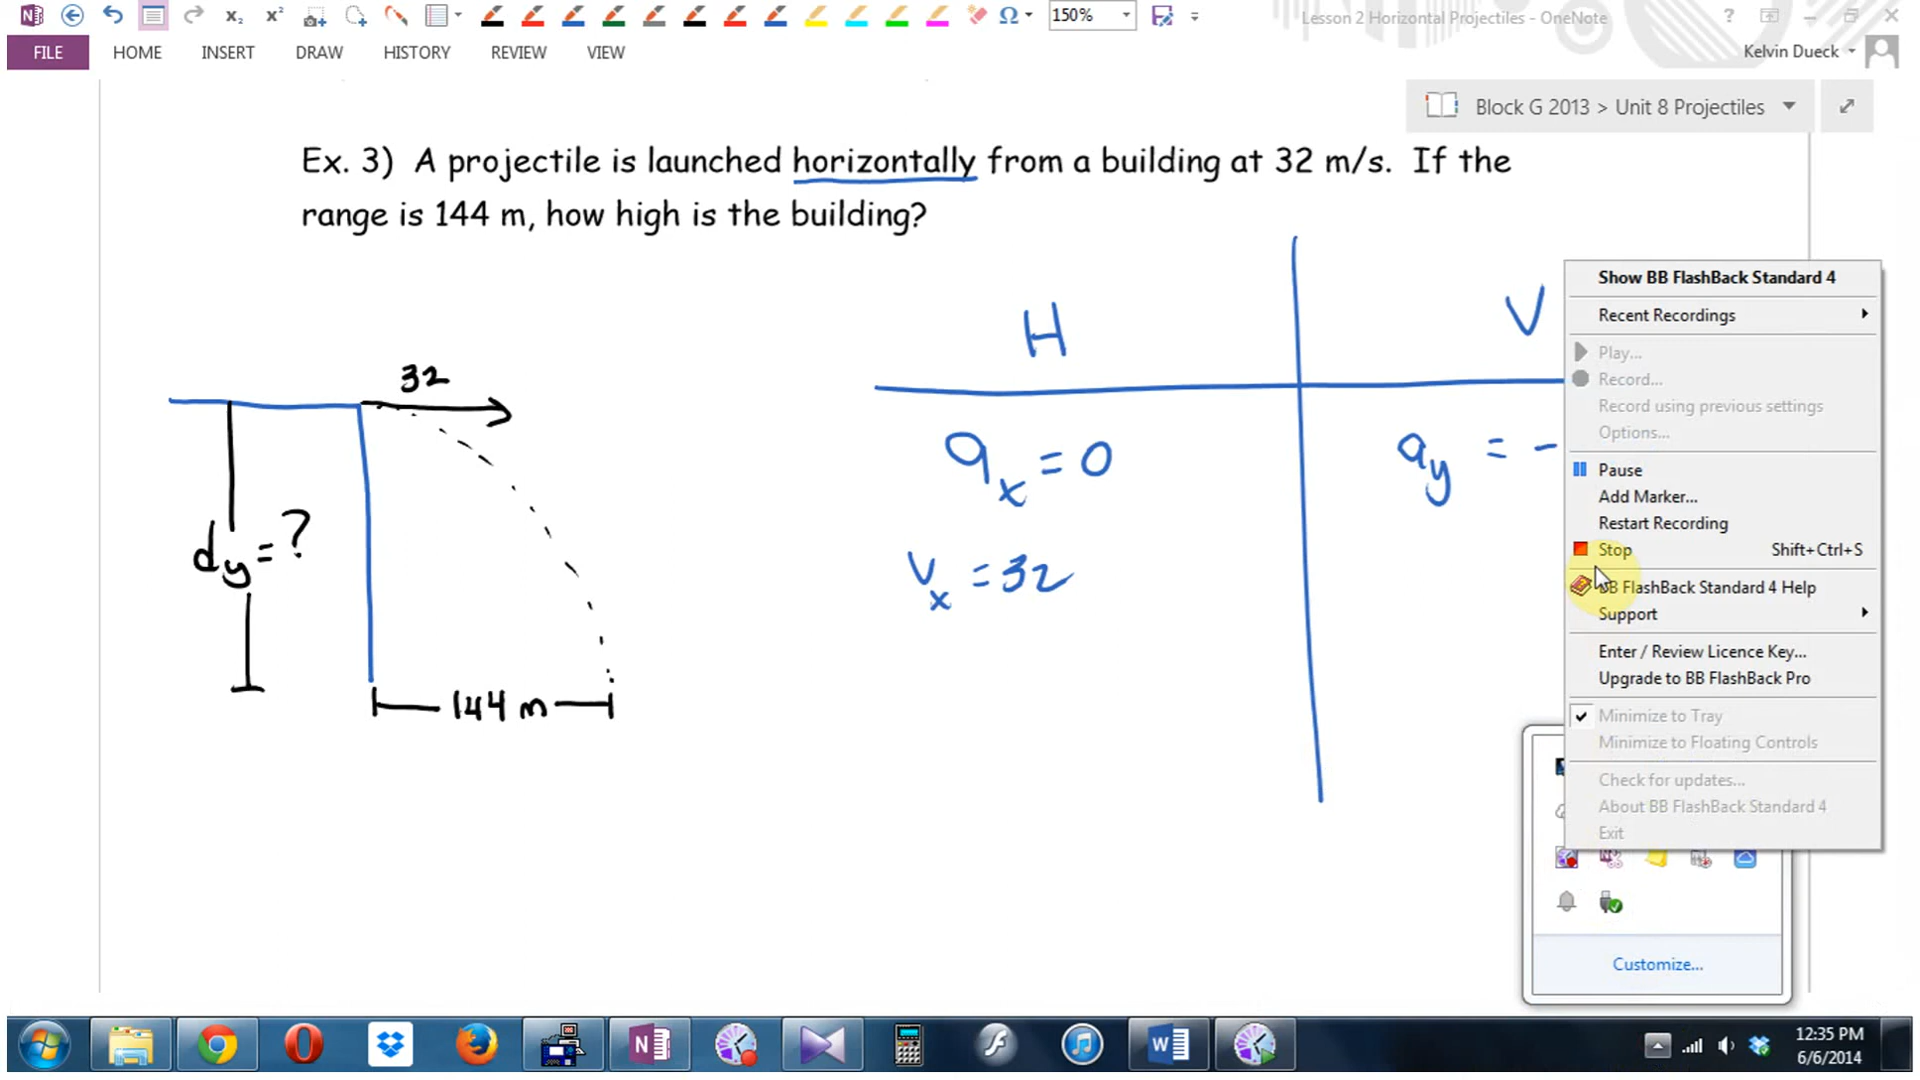 x₂ x² Ω 150% Lesson 2 Horizontal Projectiles - OneNote ?
FILE HOME INSERT DRAW HISTORY REVIEW VIEW Kelvin Dueck
Block G 2013 > Unit 8 Projectiles
Ex. 3) A projectile is launched horizontally from a building at 32 m/s. If the
range is 144 m, how high is the building?
H V
32
aₓ = 0 a_y = -
d_y = ?
vₓ = 32
144 m
Show BB FlashBack Standard 4
Recent Recordings
Play...
Record...
Record using previous settings
Options...
Pause
Add Marker...
Restart Recording
Stop Shift+Ctrl+S
BB FlashBack Standard 4 Help
Support
Enter / Review Licence Key...
Upgrade to BB FlashBack Pro
Minimize to Tray
Minimize to Floating Controls
Check for updates...
About BB FlashBack Standard 4
Exit
Customize...
12:35 PM
6/6/2014